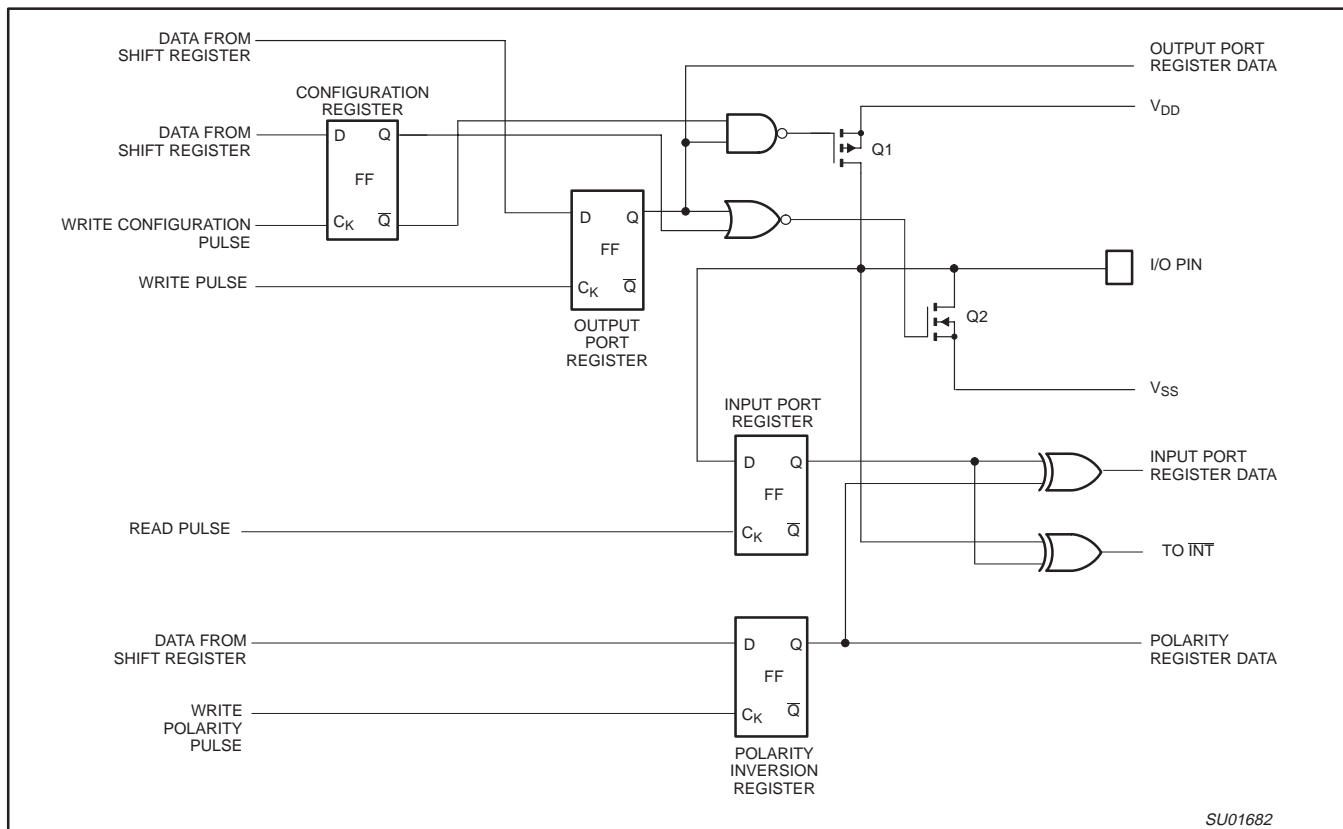 DATA FROM
SHIFT REGISTER
OUTPUT PORT
REGISTER DATA
CONFIGURATION
REGISTER
V_DD
DATA FROM
SHIFT REGISTER
D
Q
FF
C_K
Q̅
Q1
WRITE CONFIGURATION
PULSE
D
Q
FF
C_K
Q̅
WRITE PULSE
OUTPUT
PORT
REGISTER
I/O PIN
Q2
V_SS
INPUT PORT
REGISTER
D
Q
FF
C_K
Q̅
INPUT PORT
REGISTER DATA
READ PULSE
TO I̅N̅T̅
DATA FROM
SHIFT REGISTER
D
Q
FF
C_K
Q̅
POLARITY
REGISTER DATA
WRITE
POLARITY
PULSE
POLARITY
INVERSION
REGISTER
SU01682